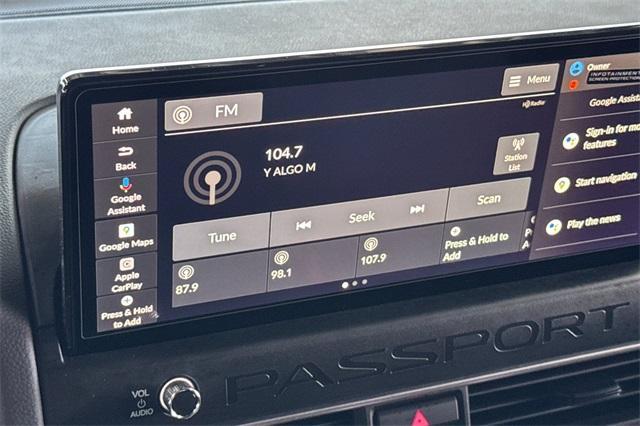 Home
Back
Google
Assistant
Google Maps
Apple
CarPlay
Press & Hold
to Add
FM
Menu
HD Radio
104.7
Y ALGO M
Station
List
Tune
Seek
Scan
87.9
98.1
107.9
Press & Hold to
Add
Owner
INFOTAINMENT
SCREEN PROTECTION
Google Assist
Sign-in for mo
features
Start navigation
Play the news
VOL
AUDIO
PASSPORT